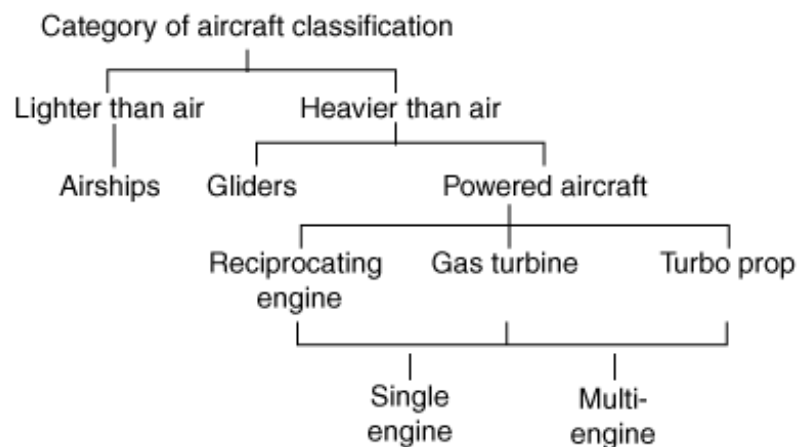 Category of aircraft classification
Lighter than air
Heavier than air
Airships
Gliders
Powered aircraft
Reciprocating
engine
Gas turbine
Turbo prop
Single
engine
Multi-
engine